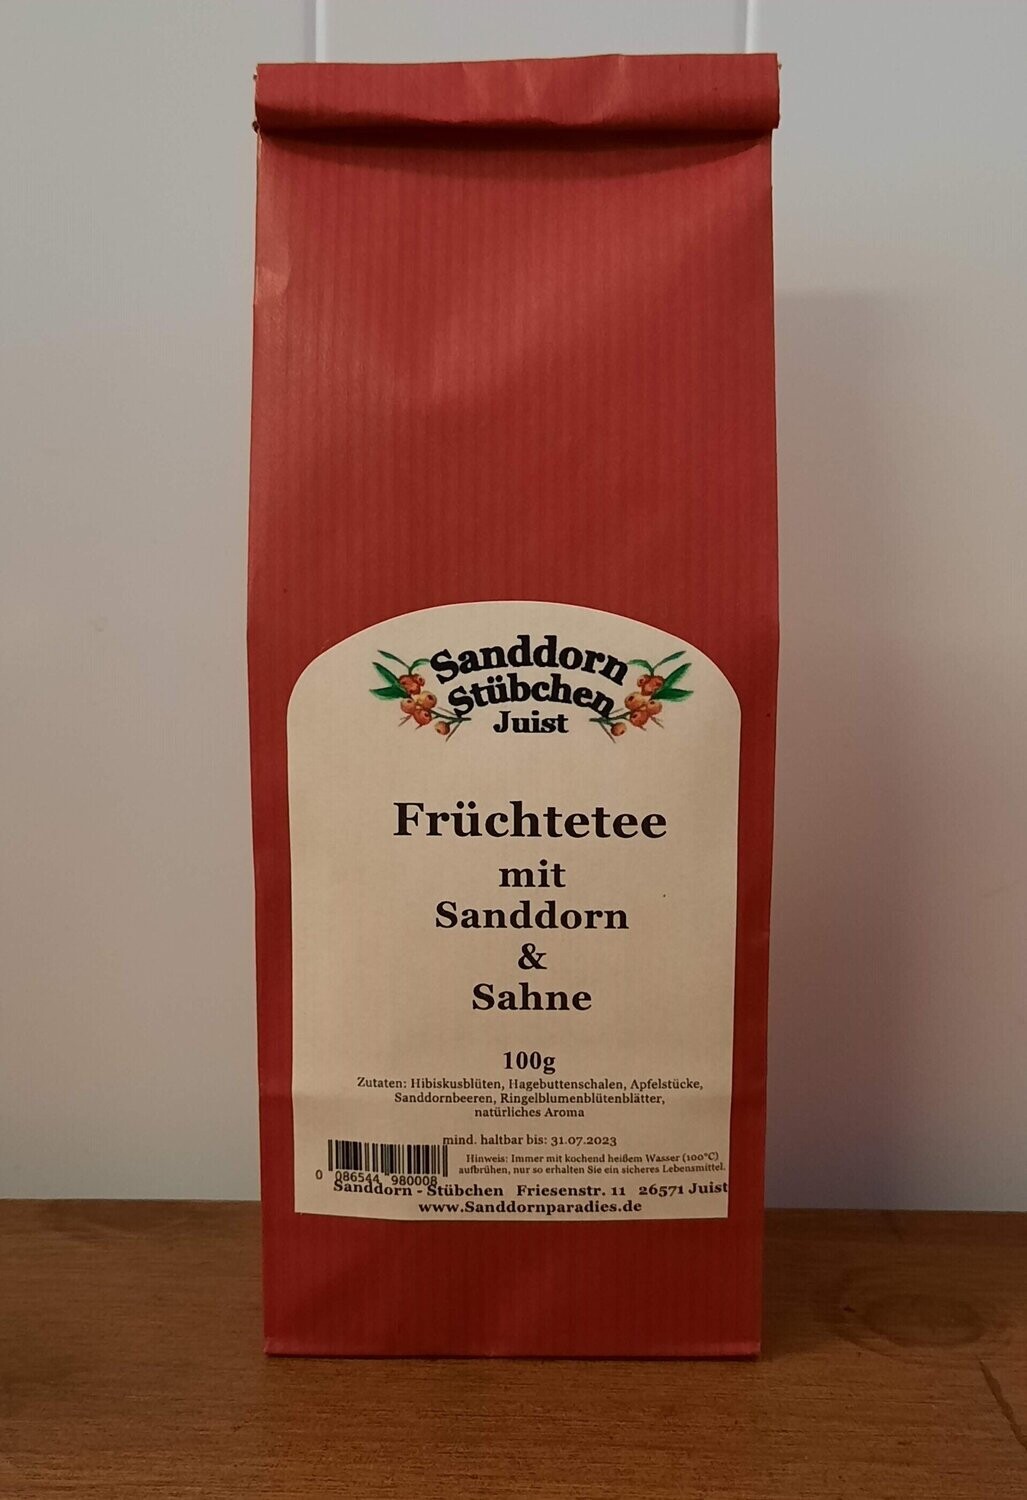 Sanddorn
Stübchen
Juist
Früchtetee
mit
Sanddorn
&
Sahne
100g
Zutaten: Hibiskusblüten, Hagebuttenschalen, Apfelstücke,
Sanddornbeeren, Ringelblumenblütenblätter,
natürliches Aroma
mind. haltbar bis: 31.07.2023
Hinweis: Immer mit kochend heißem Wasser (100°C)
aufbrühen, nur so erhalten Sie ein sicheres Lebensmittel.
0 086544 980008
Sanddorn - Stübchen Friesenstr. 11 26571 Juist
www.Sanddornparadies.de